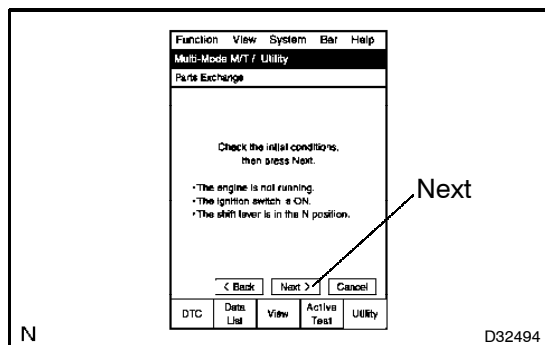 Function View System Bar Help
Multi-Mode M/T / Utility
Parts Exchange
Check the initial conditions,
then press Next.
•The engine is not running.
•The ignition switch is ON.
•The shift lever is in the N position.
Next
< Back Next > Cancel
DTC Data List View Active Test Utility
N
D32494